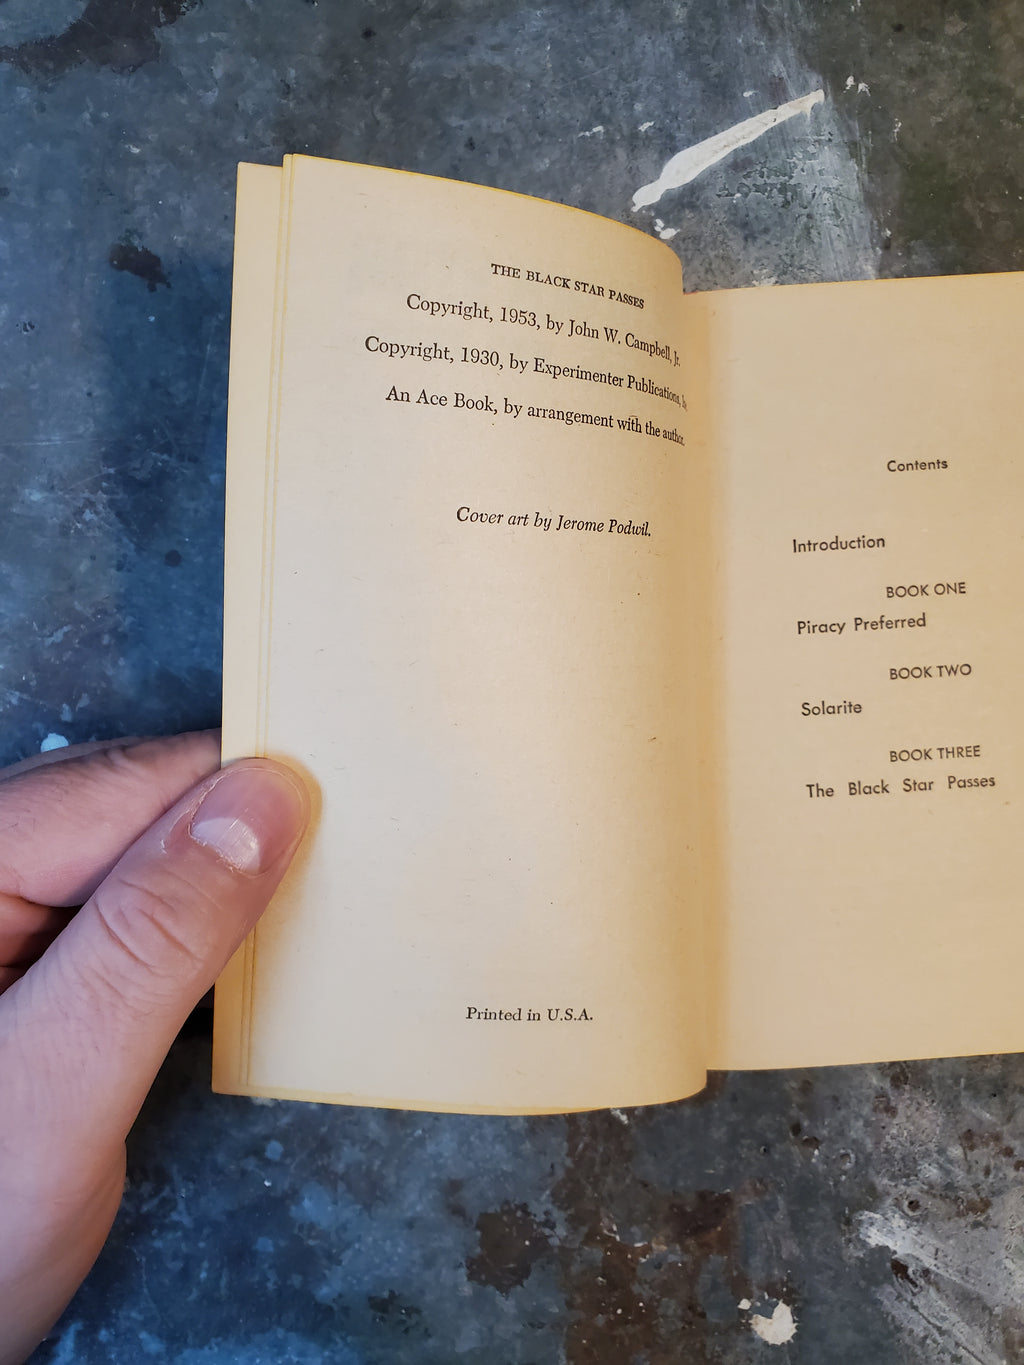 THE BLACK STAR PASSES
Copyright, 1953, by John W. Campbell, Jr.
Copyright, 1930, by Experimenter Publications,
An Ace Book, by arrangement with the author.
Cover art by Jerome Podwil.
Printed in U.S.A.
Contents
Introduction
BOOK ONE
Piracy Preferred
BOOK TWO
Solarite
BOOK THREE
The Black Star Passes